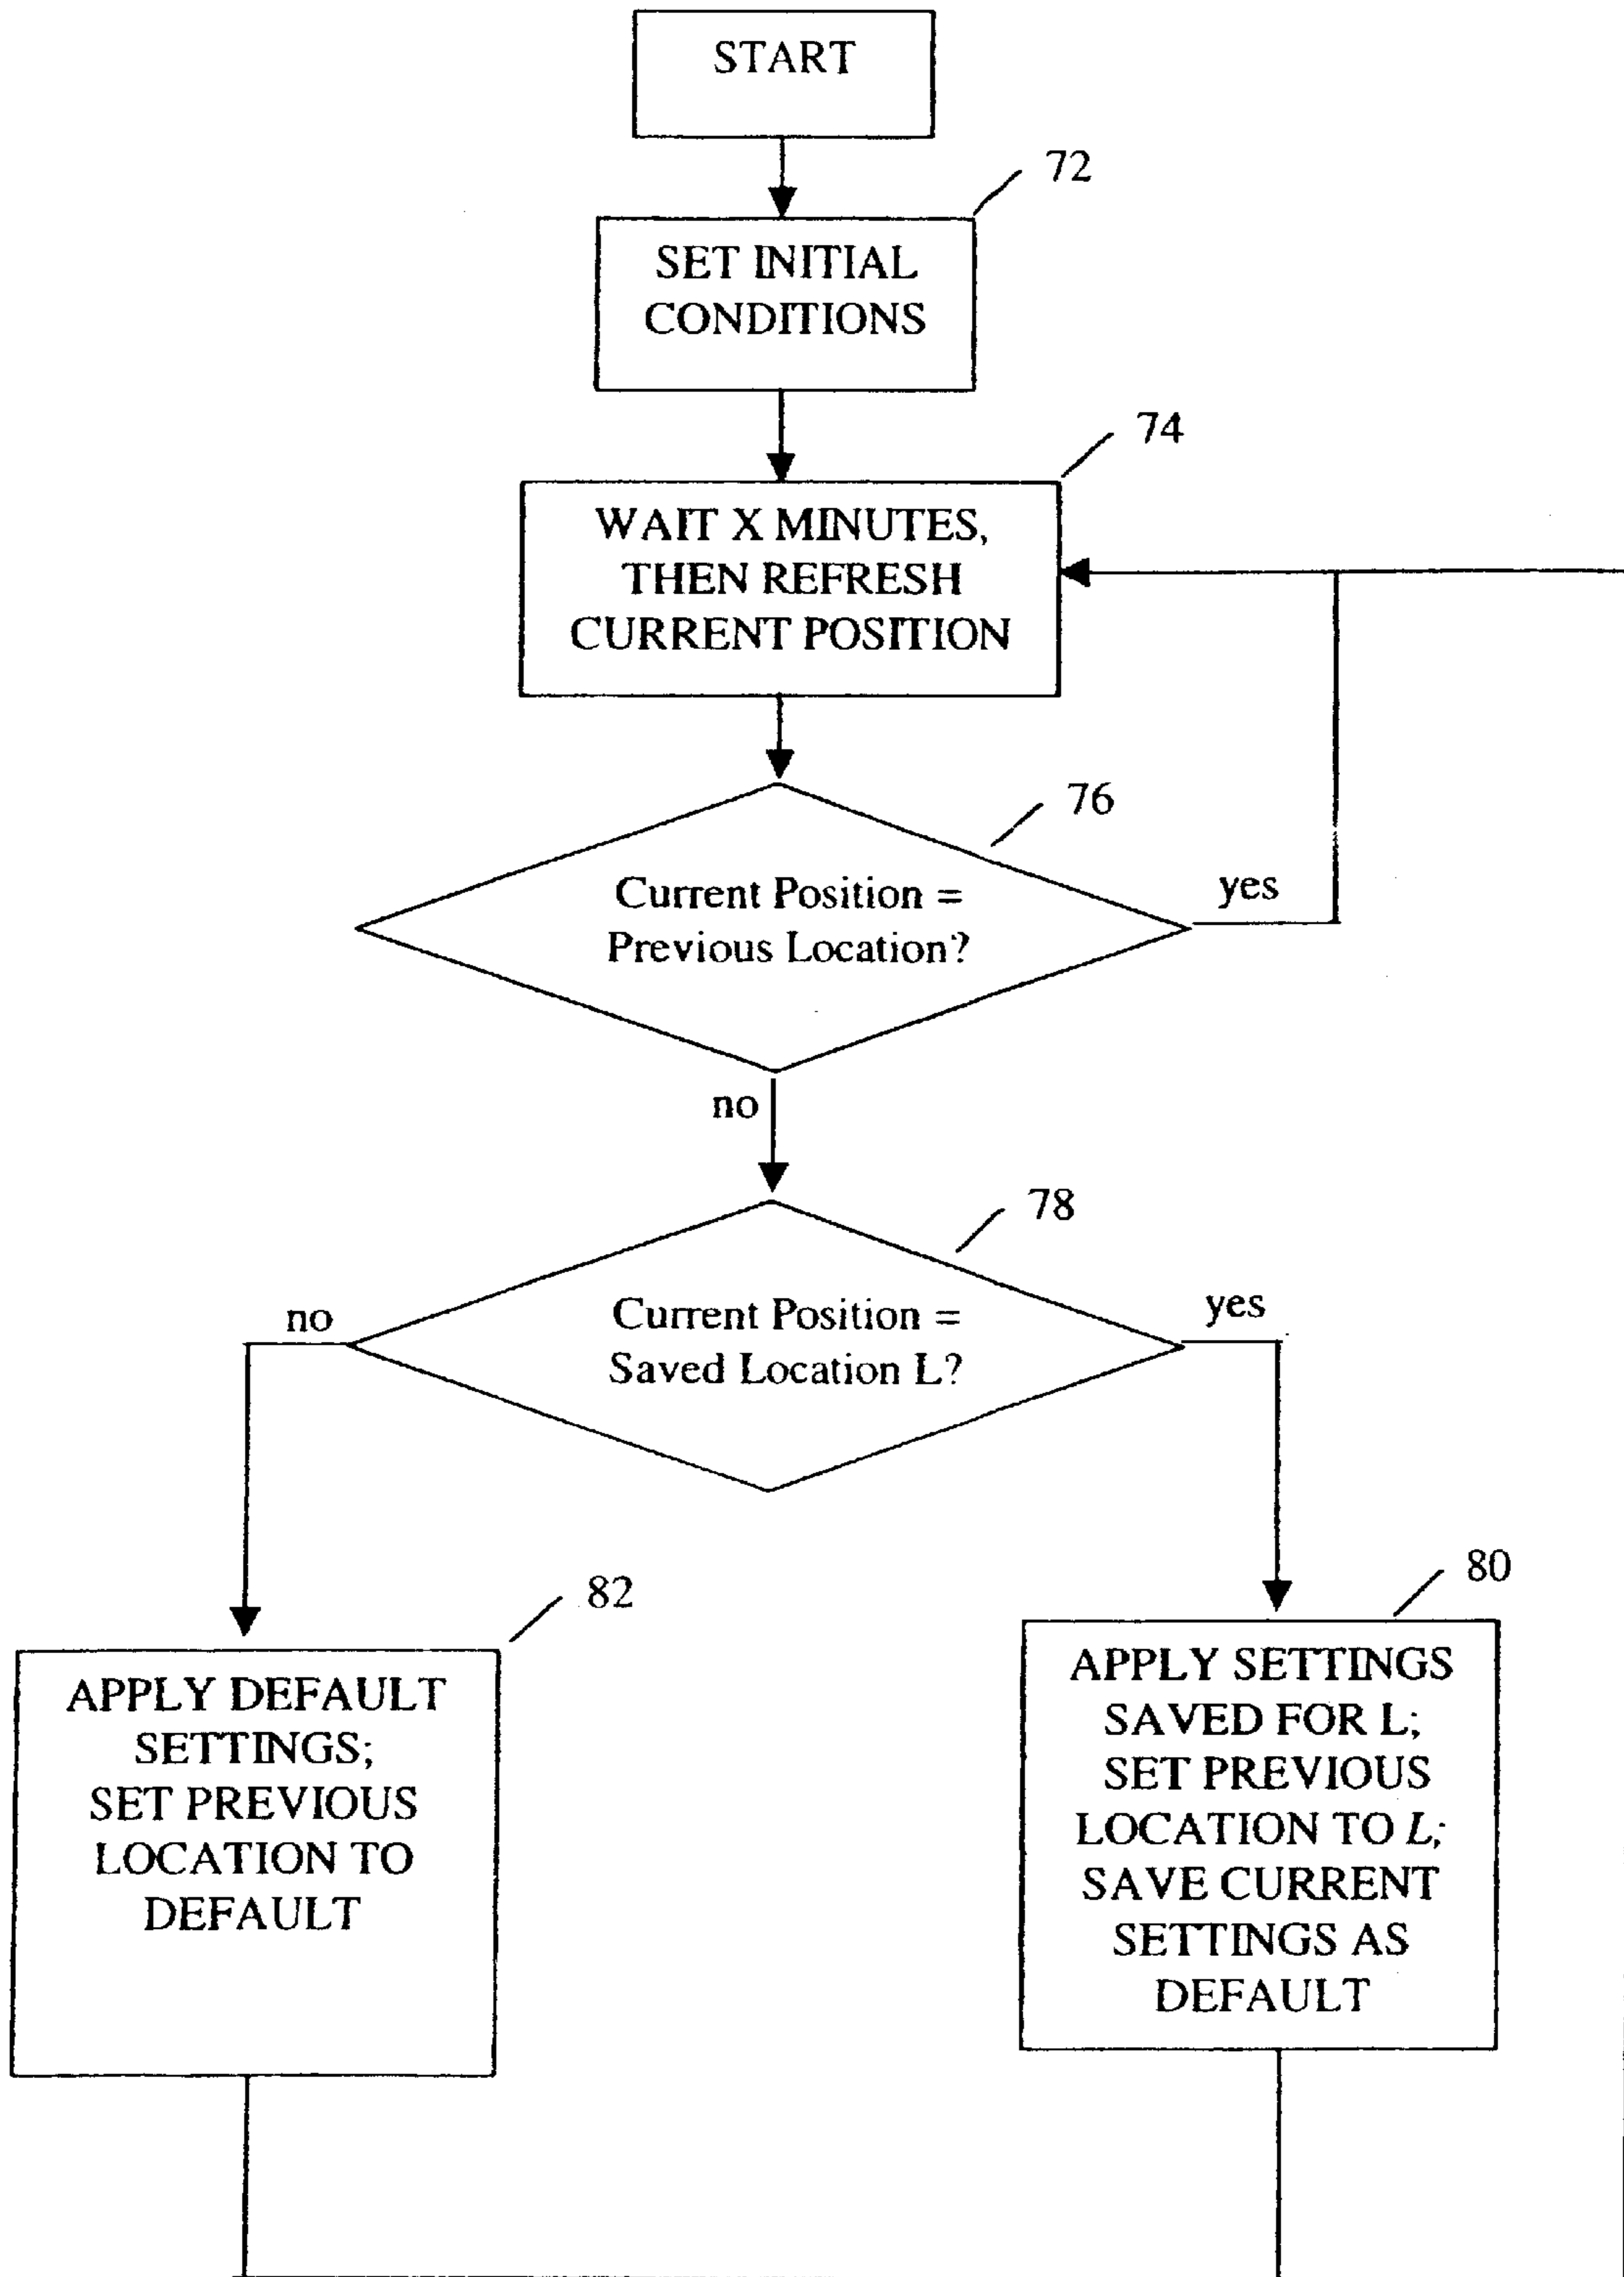 START
72
SET INITIAL
CONDITIONS
74
WAIT X MINUTES,
THEN REFRESH
CURRENT POSITION
76
Current Position =
Previous Location?
yes
no
78
Current Position =
Saved Location L?
no
yes
82
APPLY DEFAULT
SETTINGS;
SET PREVIOUS
LOCATION TO
DEFAULT
80
APPLY SETTINGS
SAVED FOR L;
SET PREVIOUS
LOCATION TO L;
SAVE CURRENT
SETTINGS AS
DEFAULT